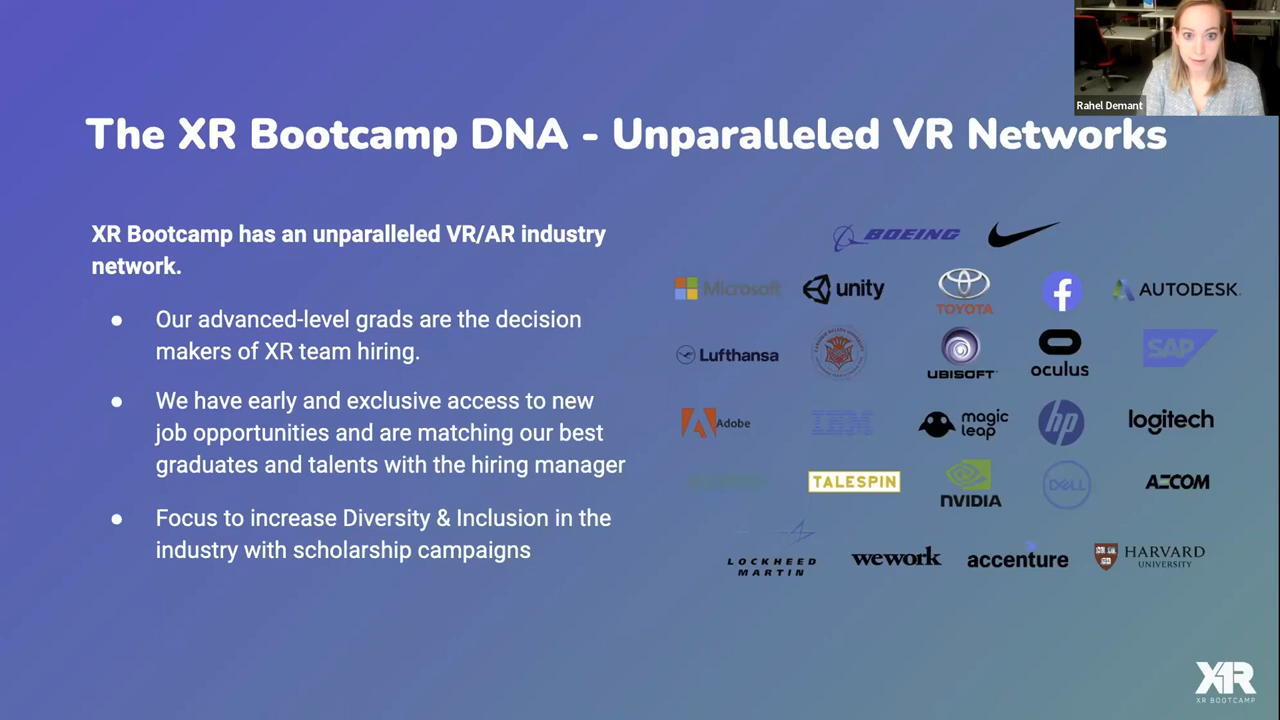 Rahel Demant
The XR Bootcamp DNA - Unparalleled VR Networks
XR Bootcamp has an unparalleled VR/AR industry
network.
● Our advanced-level grads are the decision
makers of XR team hiring.
● We have early and exclusive access to new
job opportunities and are matching our best
graduates and talents with the hiring manager
● Focus to increase Diversity & Inclusion in the
industry with scholarship campaigns
BOEING
Microsoft unity TOYOTA f AUTODESK.
Lufthansa UBISOFT oculus SAP
Adobe IBM magic leap hp logitech
TALESPIN NVIDIA DELL AECOM
LOCKHEED MARTIN wework accenture HARVARD UNIVERSITY
XR
XR BOOTCAMP